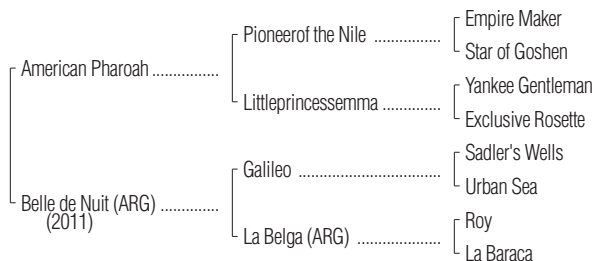 Empire Maker
Pioneerof the Nile ................
Star of Goshen
American Pharoah ...............
Yankee Gentleman
Littleprincessemma .............
Exclusive Rosette
Sadler's Wells
Galileo ................................
Urban Sea
Belle de Nuit (ARG) .............
(2011)
Roy
La Belga (ARG) ...................
La Baraca